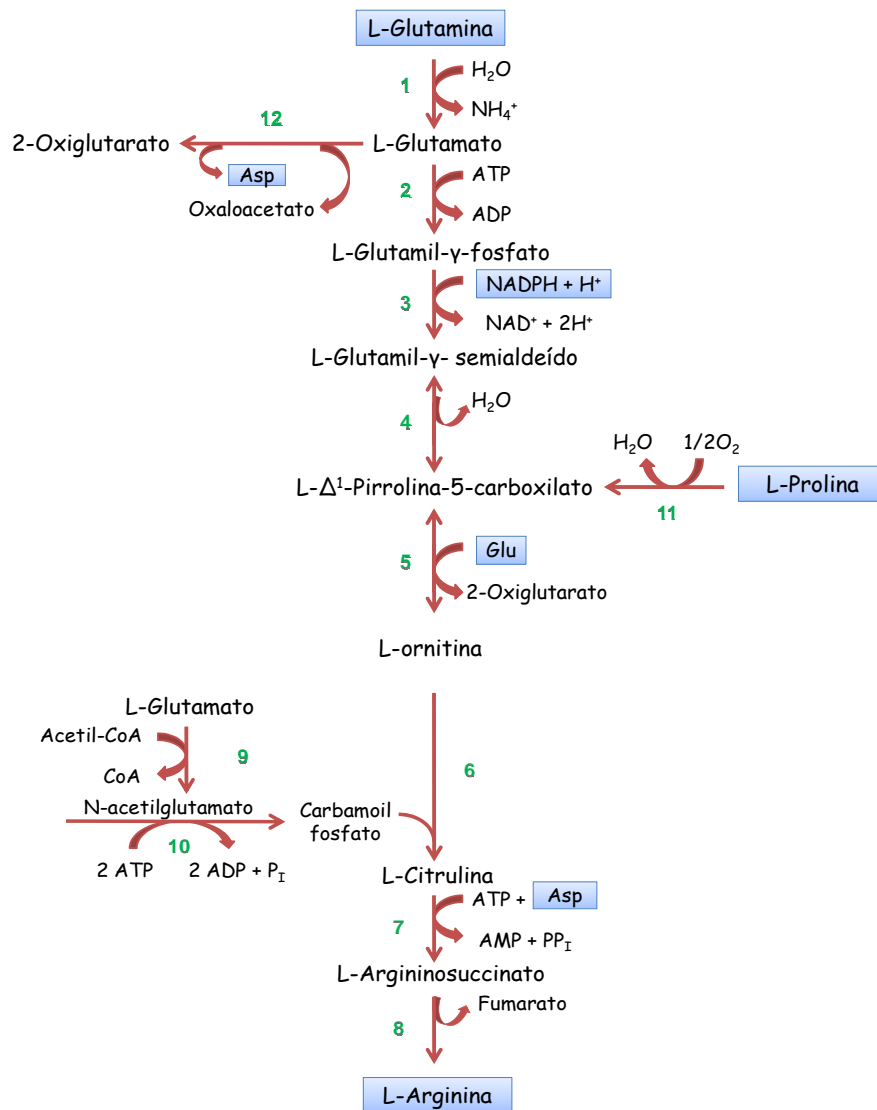 L-Glutamina
H₂O
1
NH₄⁺
12
2-Oxiglutarato
L-Glutamato
Asp
Oxaloacetato
ATP
2
ADP
L-Glutamil-γ-fosfato
NADPH + H⁺
3
NAD⁺ + 2H⁺
L-Glutamil-γ- semialdeído
H₂O
4
H₂O 1/2O₂
L-Δ¹-Pirrolina-5-carboxilato
L-Prolina
11
Glu
5
2-Oxiglutarato
L-ornitina
L-Glutamato
Acetil-CoA
9
CoA
6
N-acetilglutamato
Carbamoil
fosfato
10
2 ATP 2 ADP + P_I
L-Citrulina
ATP + Asp
7
AMP + PP_I
L-Argininosuccinato
Fumarato
8
L-Arginina